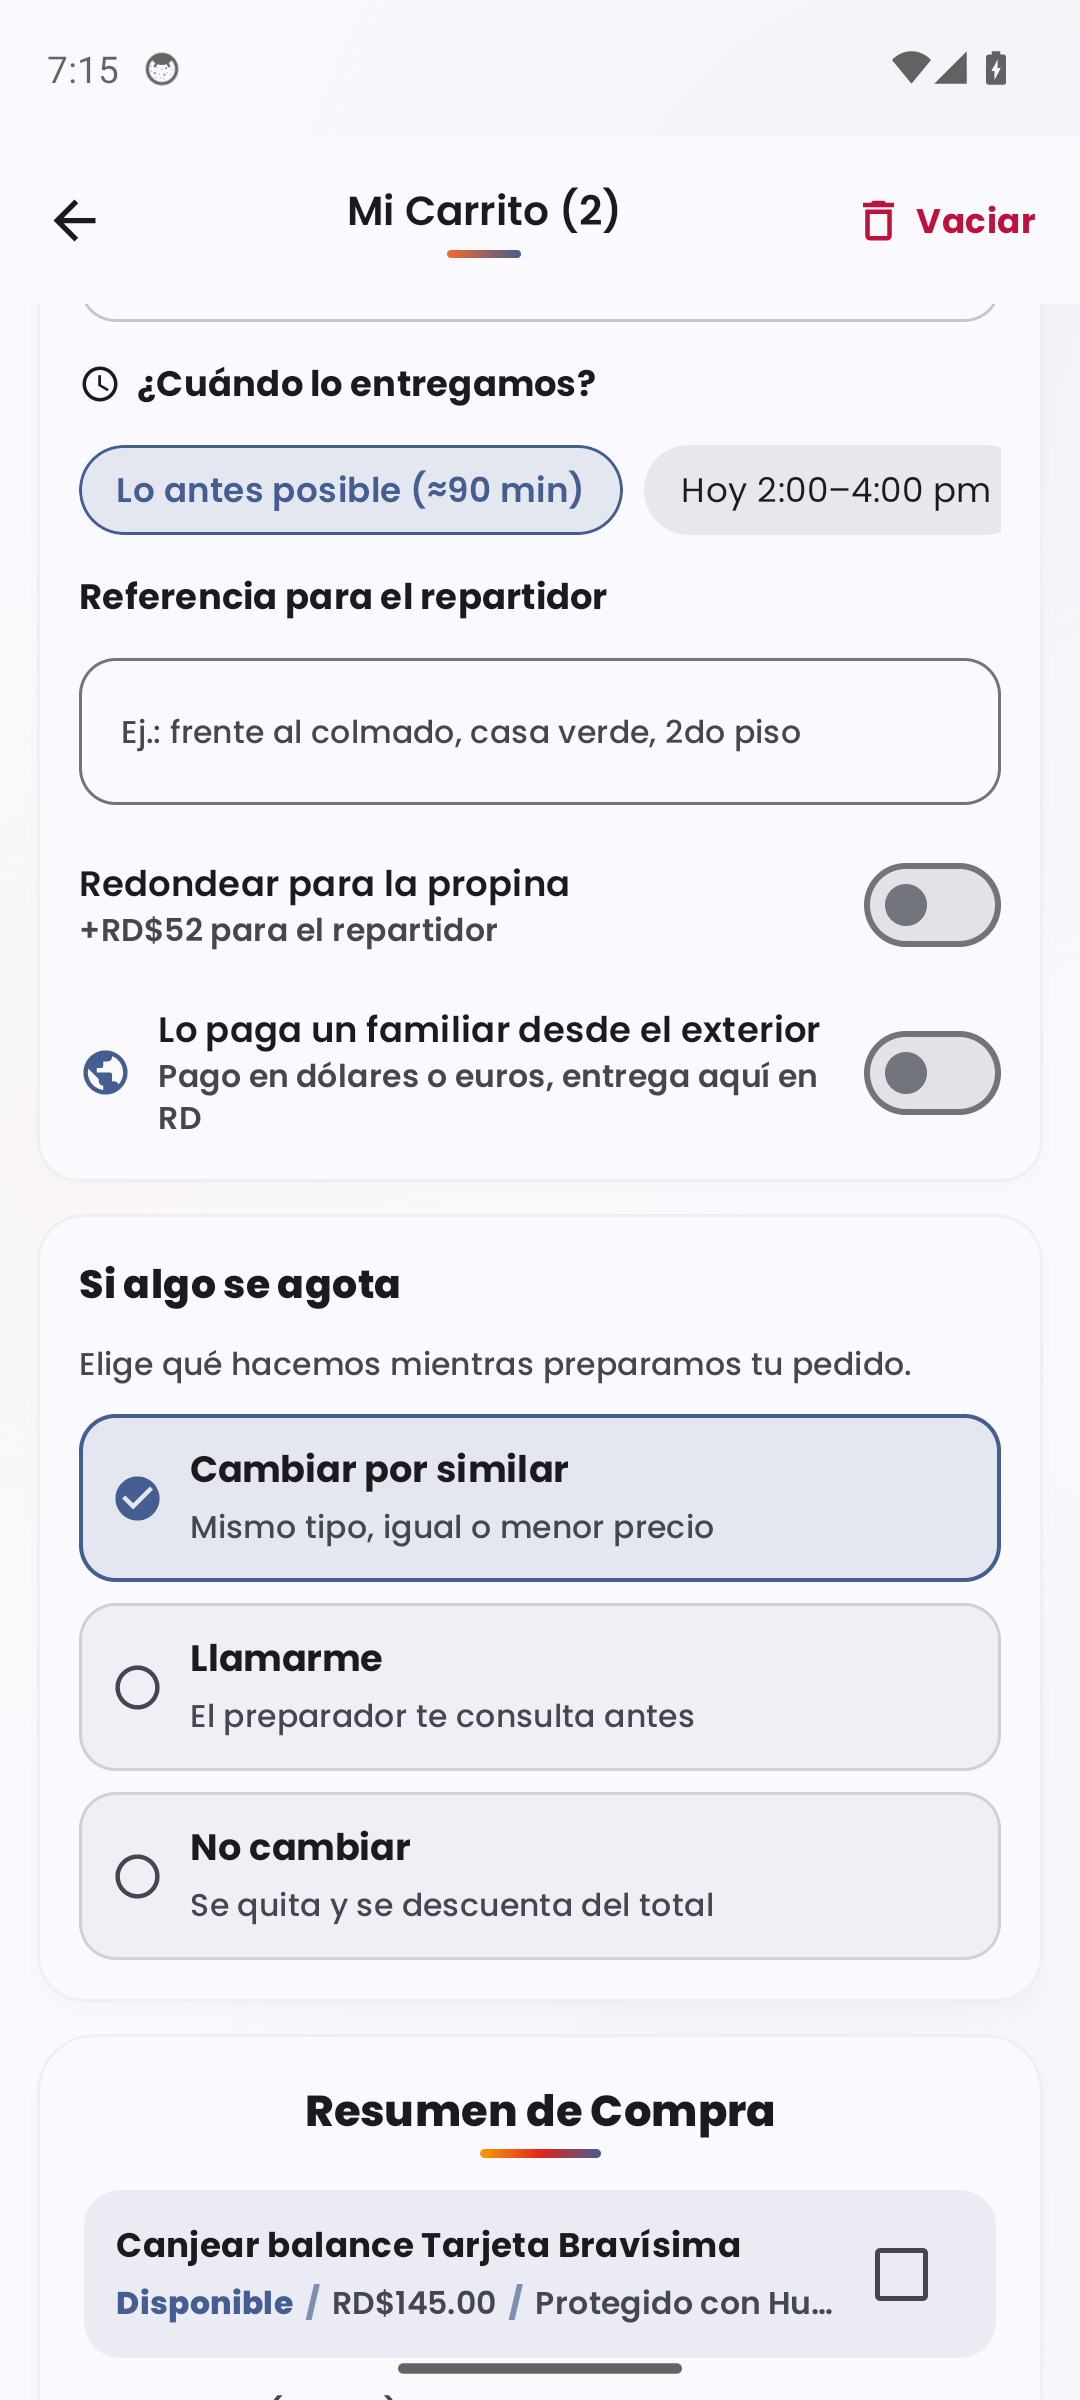 7:15
Mi Carrito (2)
Vaciar
¿Cuándo lo entregamos?
Lo antes posible (≈90 min)
Hoy 2:00–4:00 pm
Referencia para el repartidor
Ej.: frente al colmado, casa verde, 2do piso
Redondear para la propina
+RD$52 para el repartidor
Lo paga un familiar desde el exterior
Pago en dólares o euros, entrega aquí en
RD
Si algo se agota
Elige qué hacemos mientras preparamos tu pedido.
Cambiar por similar
Mismo tipo, igual o menor precio
Llamarme
El preparador te consulta antes
No cambiar
Se quita y se descuenta del total
Resumen de Compra
Canjear balance Tarjeta Bravísima
Disponible / RD$145.00 / Protegido con Hu...